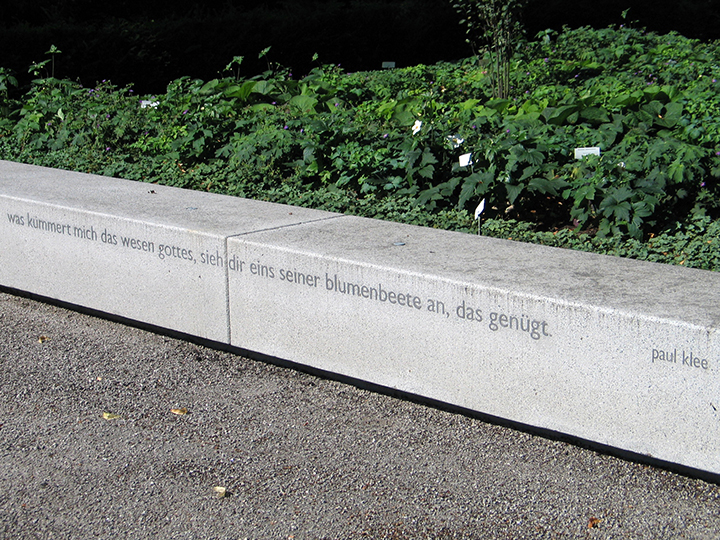 was kümmert mich das wesen gottes, sieh dir eins seiner blumenbeete an, das genügt.
paul klee